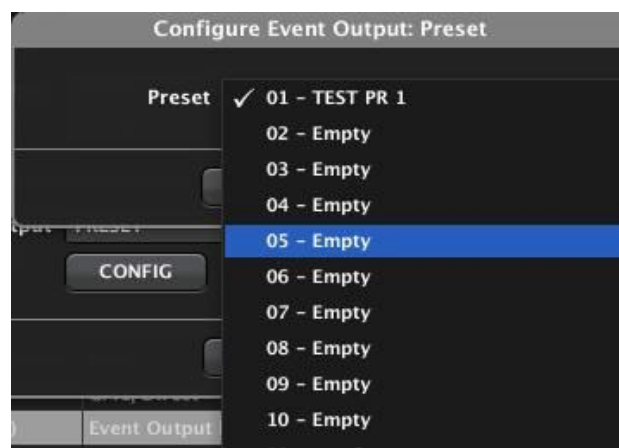 Configure Event Output: Preset
Preset ✓ 01 – TEST PR 1
02 – Empty
03 – Empty
04 – Empty
05 – Empty
CONFIG
06 – Empty
07 – Empty
08 – Empty
09 – Empty
Event Output
10 – Empty